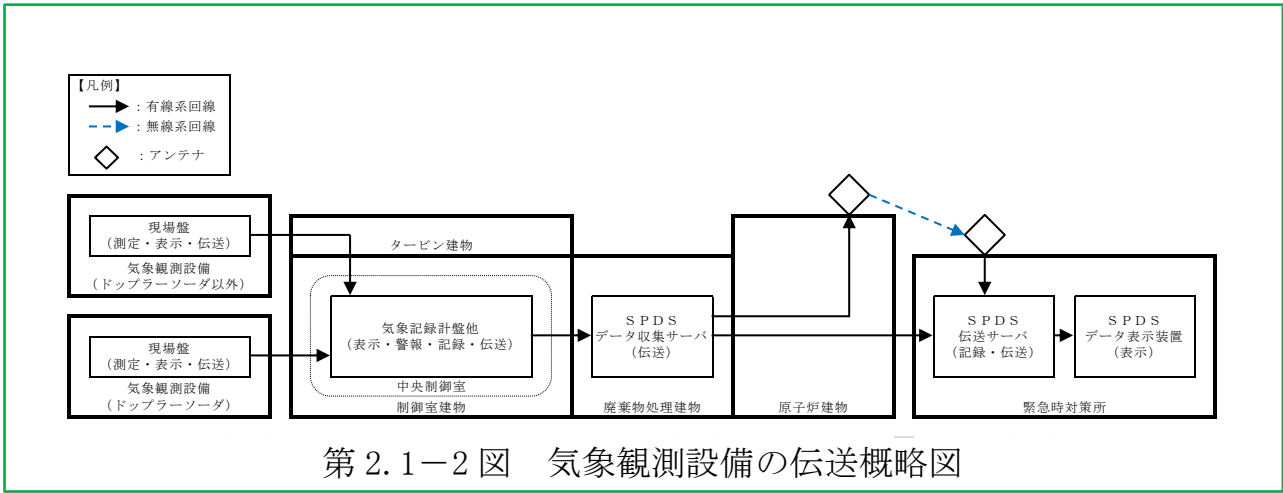 【凡例】
：有線系回線
：無線系回線
：アンテナ
現場盤
（測定・表示・伝送）
気象観測設備
（ドップラーソーダ以外）
現場盤
（測定・表示・伝送）
気象観測設備
（ドップラーソーダ）
タービン建物
気象記録計盤他
（表示・警報・記録・伝送）
中央制御室
制御室建物
ＳＰＤＳ
データ収集サーバ
（伝送）
廃棄物処理建物
原子炉建物
ＳＰＤＳ
伝送サーバ
（記録・伝送）
ＳＰＤＳ
データ表示装置
（表示）
緊急時対策所
第2.1－2図　気象観測設備の伝送概略図